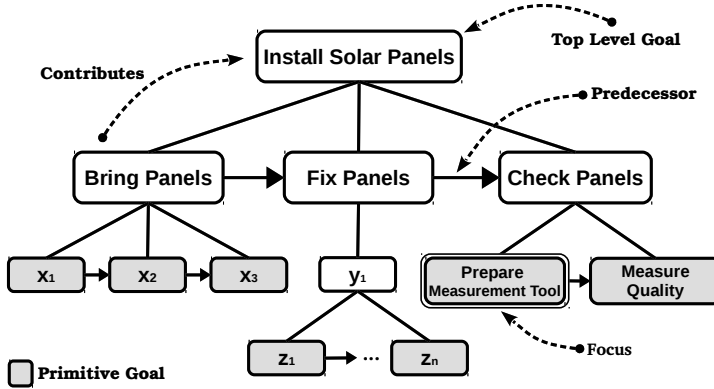 Install Solar Panels
Top Level Goal
Contributes
Predecessor
Bring Panels
Fix Panels
Check Panels
x₁
x₂
x₃
y₁
Prepare
Measurement Tool
Measure
Quality
z₁
...
zₙ
Focus
Primitive Goal